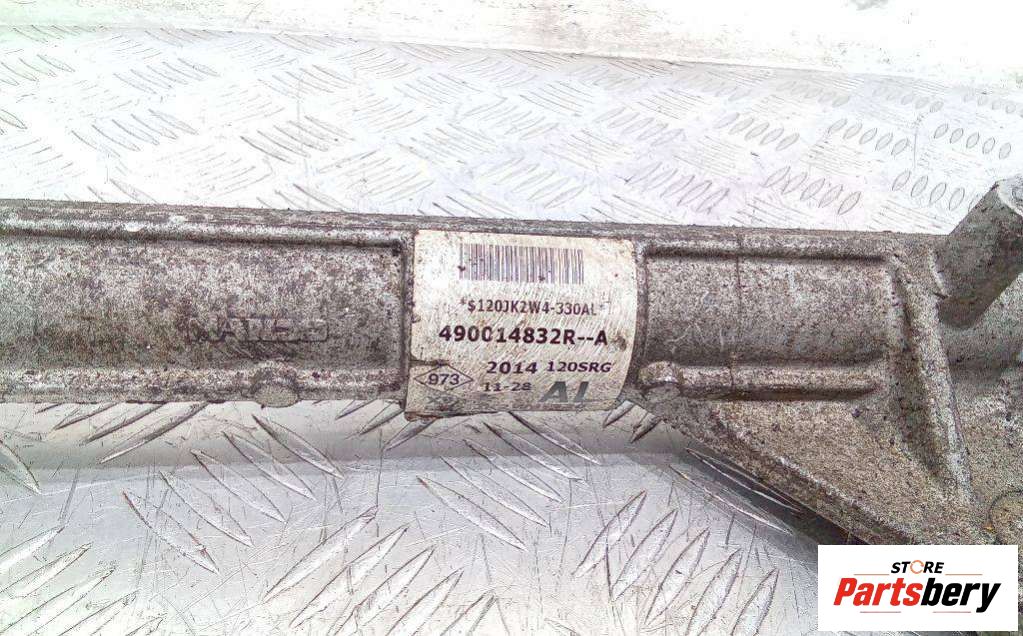 *S120JK2W4-330AL*
490014832R--A
2014 120SRG
973 11-28 AL
STORE
Partsbery